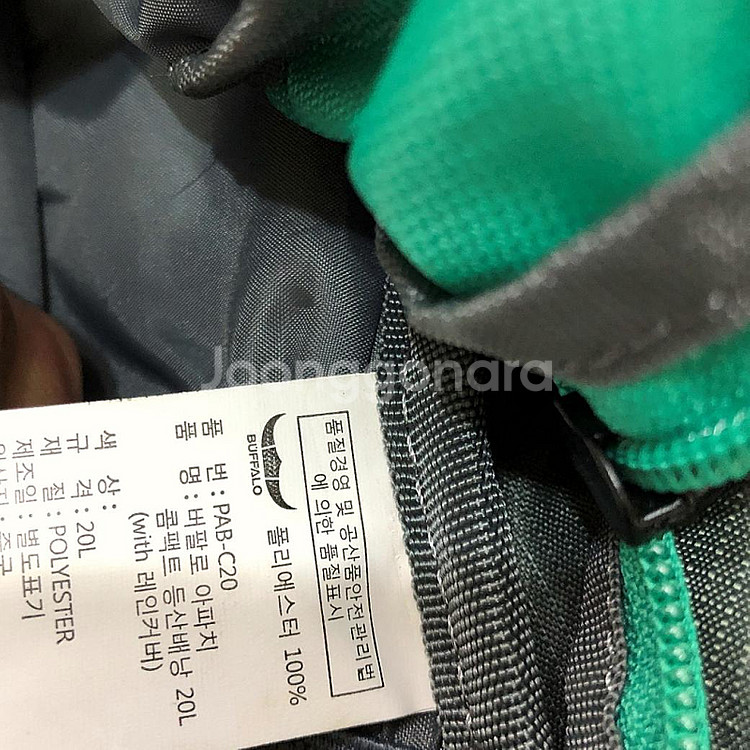 품질경영 및 공산품안전관리법
에 의한 품질표시
BUFFALO
폴리에스터 100%
품 번 : PAB-C20
품 명 : 버팔로 아파치
콤팩트 등산배낭 20L
(with 레인커버)
색 상 :
규 격 : 20L
재 질 : POLYESTER
제 조 일 : 별도표기
Joonggonara